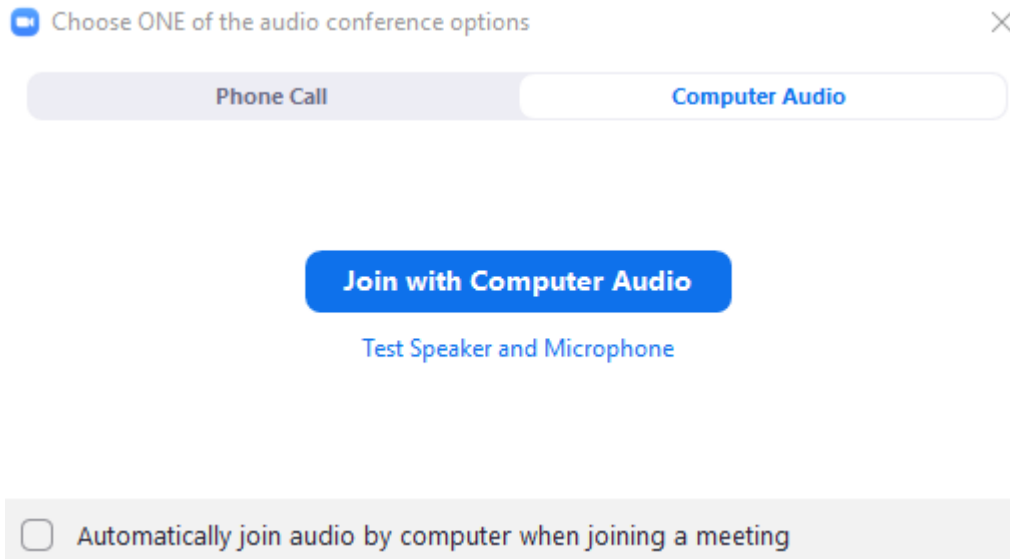 Choose ONE of the audio conference options
Phone Call
Computer Audio
Join with Computer Audio
Test Speaker and Microphone
Automatically join audio by computer when joining a meeting